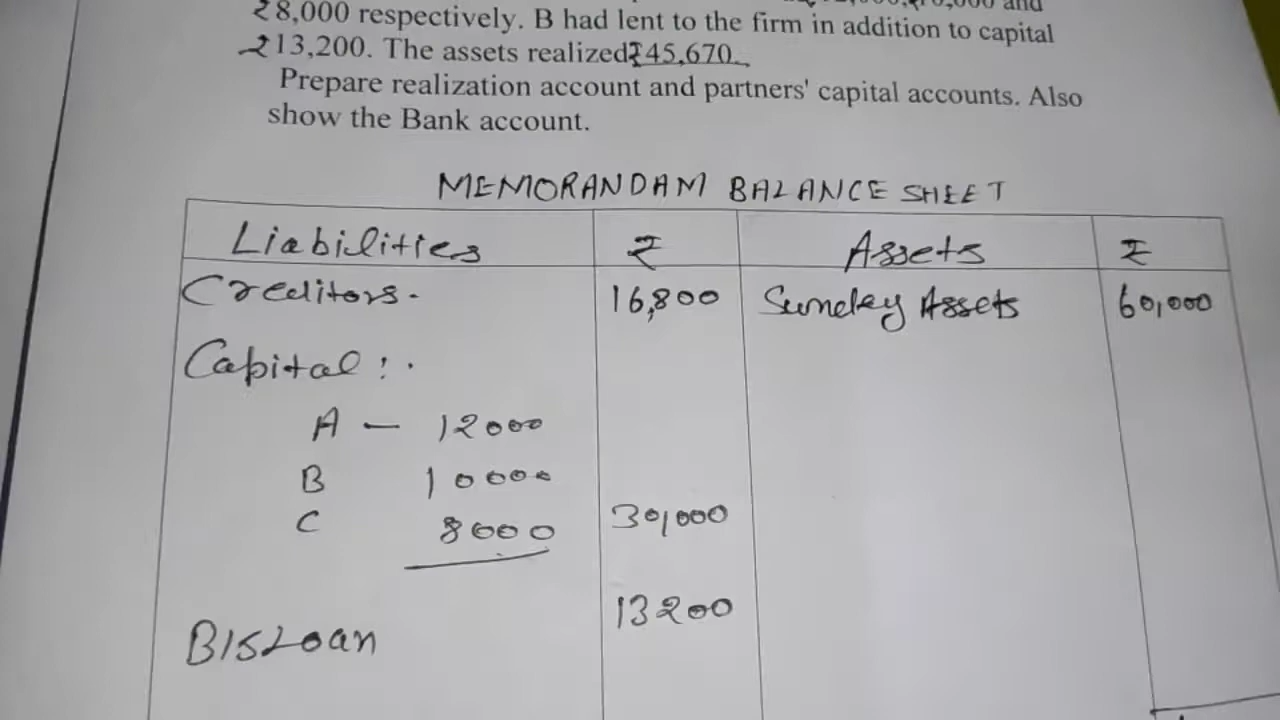 and
₹8,000 respectively. B had lent to the firm in addition to capital
₹13,200. The assets realized ₹45,670.
Prepare realization account and partners' capital accounts. Also
show the Bank account.
MEMORANDAM BALANCE SHEET
Liabilities ₹ Assets ₹
Creditors. 16,800 Sundry Assets 60,000
Capital:.
A — 12000
B 10000
C 8000 30,000
B's Loan 13200